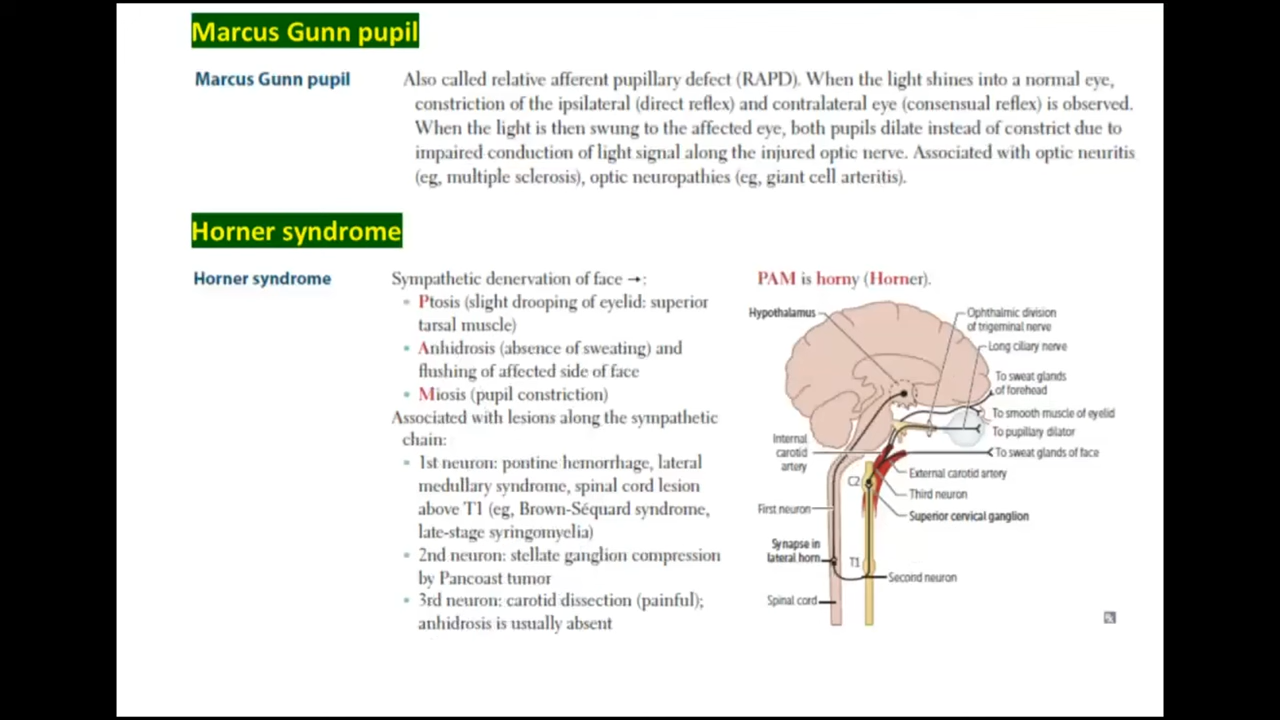 Marcus Gunn pupil
Marcus Gunn pupil
Also called relative afferent pupillary defect (RAPD). When the light shines into a normal eye,
constriction of the ipsilateral (direct reflex) and contralateral eye (consensual reflex) is observed.
When the light is then swung to the affected eye, both pupils dilate instead of constrict due to
impaired conduction of light signal along the injured optic nerve. Associated with optic neuritis
(eg, multiple sclerosis), optic neuropathies (eg, giant cell arteritis).
Horner syndrome
Horner syndrome
Sympathetic denervation of face →:
• Ptosis (slight drooping of eyelid: superior
tarsal muscle)
• Anhidrosis (absence of sweating) and
flushing of affected side of face
• Miosis (pupil constriction)
Associated with lesions along the sympathetic
chain:
• 1st neuron: pontine hemorrhage, lateral
medullary syndrome, spinal cord lesion
above T1 (eg, Brown-Séquard syndrome,
late-stage syringomyelia)
• 2nd neuron: stellate ganglion compression
by Pancoast tumor
• 3rd neuron: carotid dissection (painful);
anhidrosis is usually absent
PAM is horny (Horner).
Hypothalamus
Ophthalmic division
of trigeminal nerve
Long ciliary nerve
To sweat glands
of forehead
To smooth muscle of eyelid
To pupillary dilator
Internal
carotid
artery
To sweat glands of face
External carotid artery
C2
Third neuron
First neuron
Superior cervical ganglion
Synapse in
lateral horn
T1
Second neuron
Spinal cord